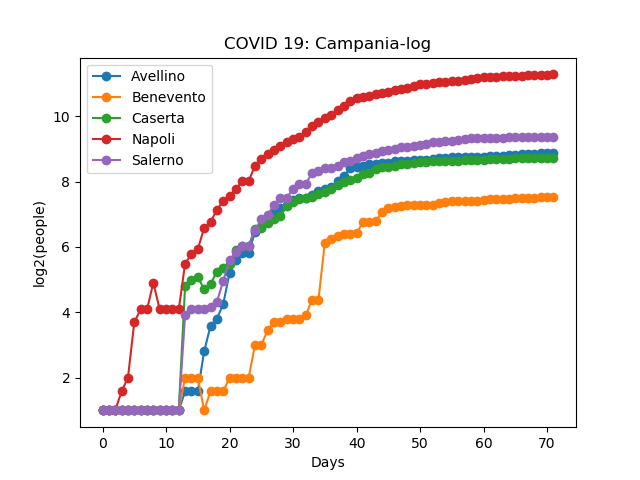 COVID 19: Campania-log
Avellino
Benevento
Caserta
Napoli
Salerno
10
8
6
4
2
log2(people)
0 10 20 30 40 50 60 70
Days